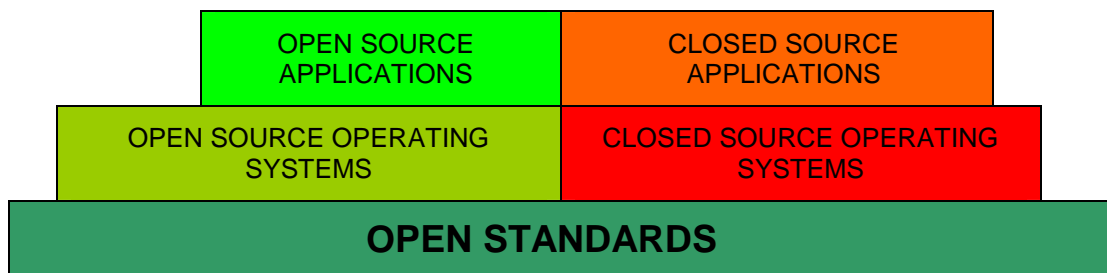 OPEN SOURCE
APPLICATIONS
CLOSED SOURCE
APPLICATIONS
OPEN SOURCE OPERATING
SYSTEMS
CLOSED SOURCE OPERATING
SYSTEMS
OPEN STANDARDS